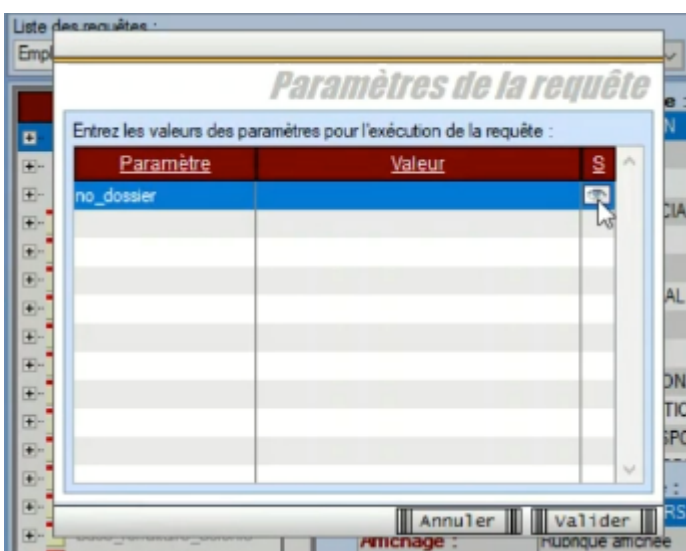 Liste des requêtes :
Empl
Paramètres de la requête
Entrez les valeurs des paramètres pour l'exécution de la requête :
Paramètre Valeur S
no_dossier
Annuler Valider
Affichage : Rubrique affichée